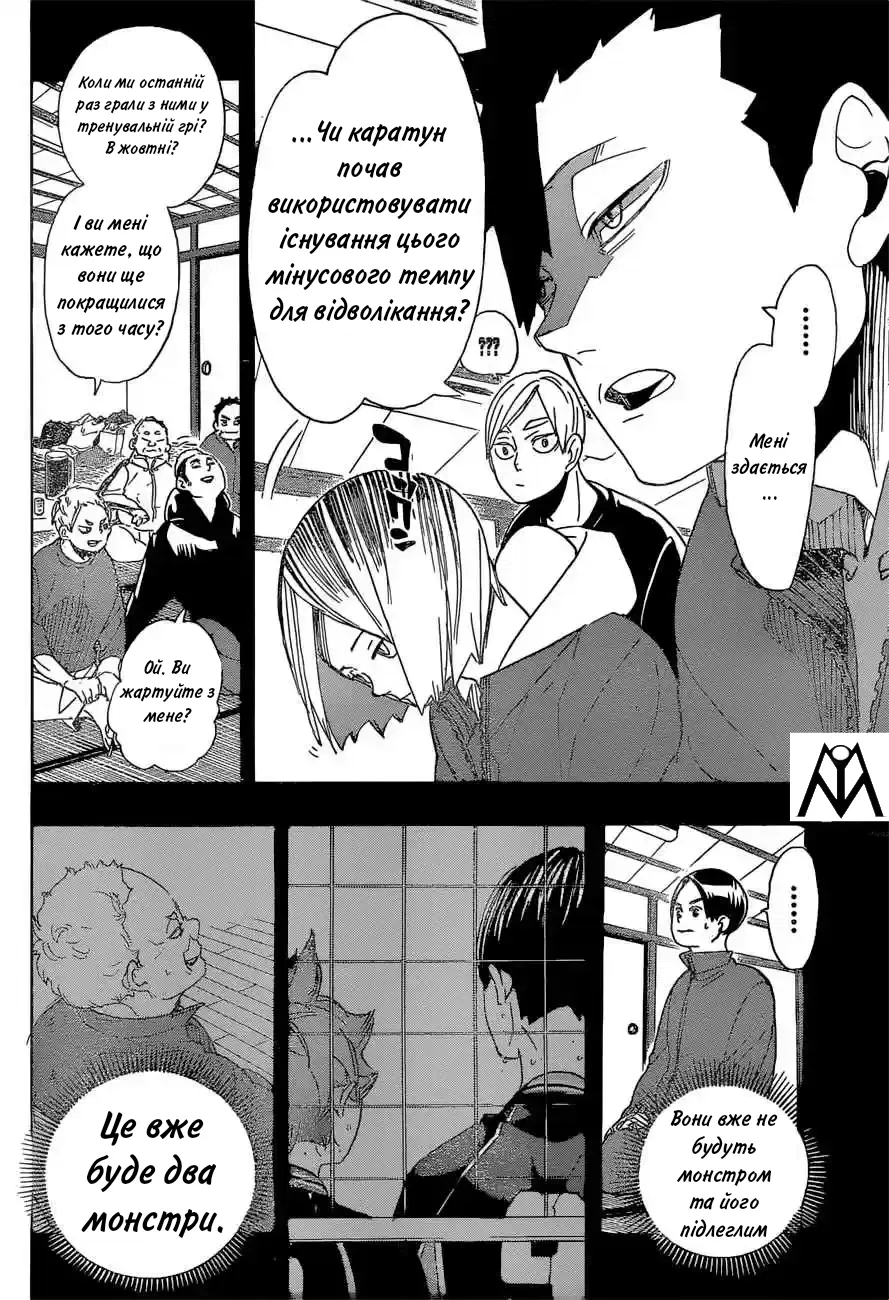 ........
Мені
здається
...
...Чи каратун
почав
використовувати
існування цього
мінусового темпу
для відволікання?
???
Коли ми останній
раз грали з ними у
тренувальній грі?
В жовтні?
І ви мені
кажете, що
вони ще
покращилися
з того часу?
Ой. Ви
жартуйте з
мене?
........
Вони вже не
будуть
монстром
та його
підлеглим
Це вже
буде два
монстри.